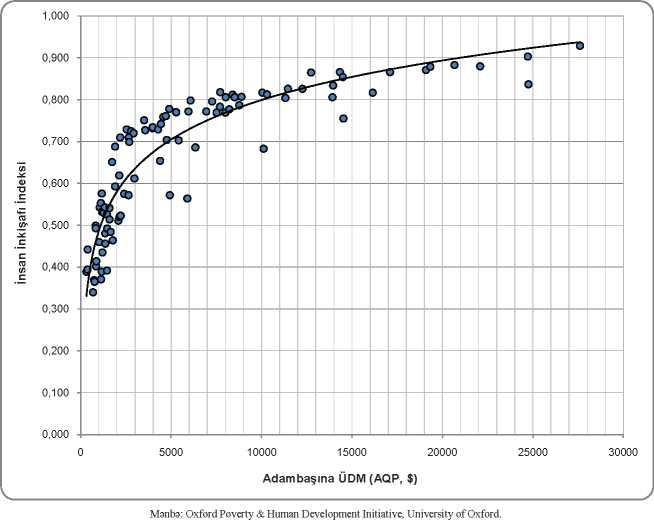 1,000
0,900
0,800
0,700
0,600
0,500
0,400
0,300
0,200
0,100
0,000
İnsan İnkişafı İndeksi
0 5000 10000 15000 20000 25000 30000
Adambaşına ÜDM (AQP, $)
Mənbə: Oxford Poverty & Human Development Initiative, University of Oxford.